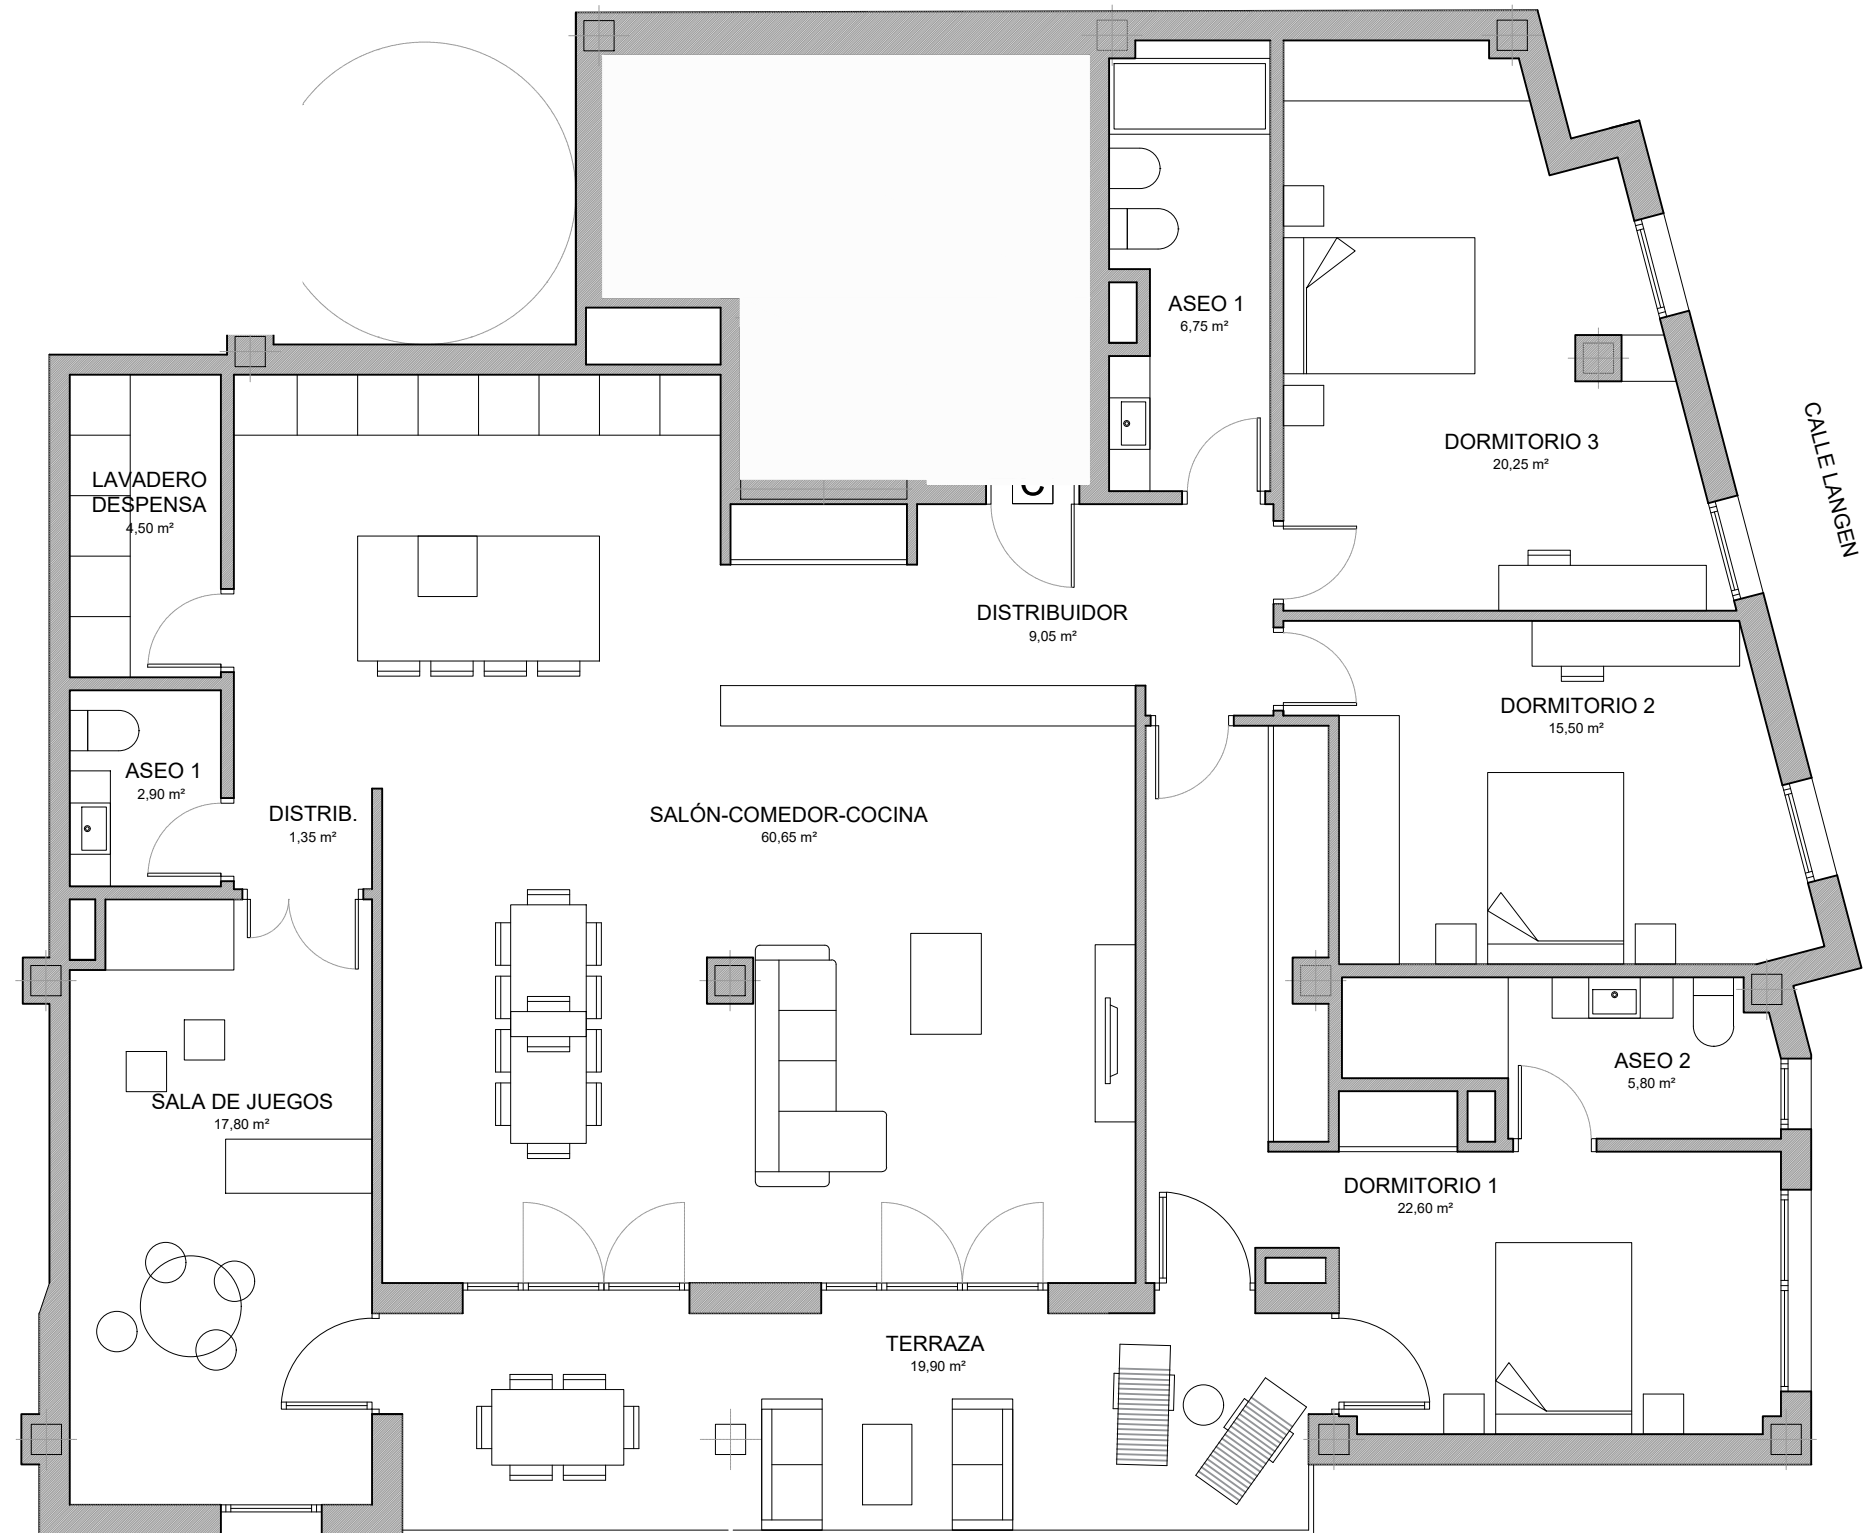 ASEO 1
6,75 m²
DORMITORIO 3
20,25 m²
CALLE LANGEN
LAVADERO
DESPENSA
4,50 m²
DISTRIBUIDOR
9,05 m²
DORMITORIO 2
15,50 m²
ASEO 1
2,90 m²
DISTRIB.
1,35 m²
SALÓN-COMEDOR-COCINA
60,65 m²
ASEO 2
5,80 m²
SALA DE JUEGOS
17,80 m²
DORMITORIO 1
22,60 m²
TERRAZA
19,90 m²